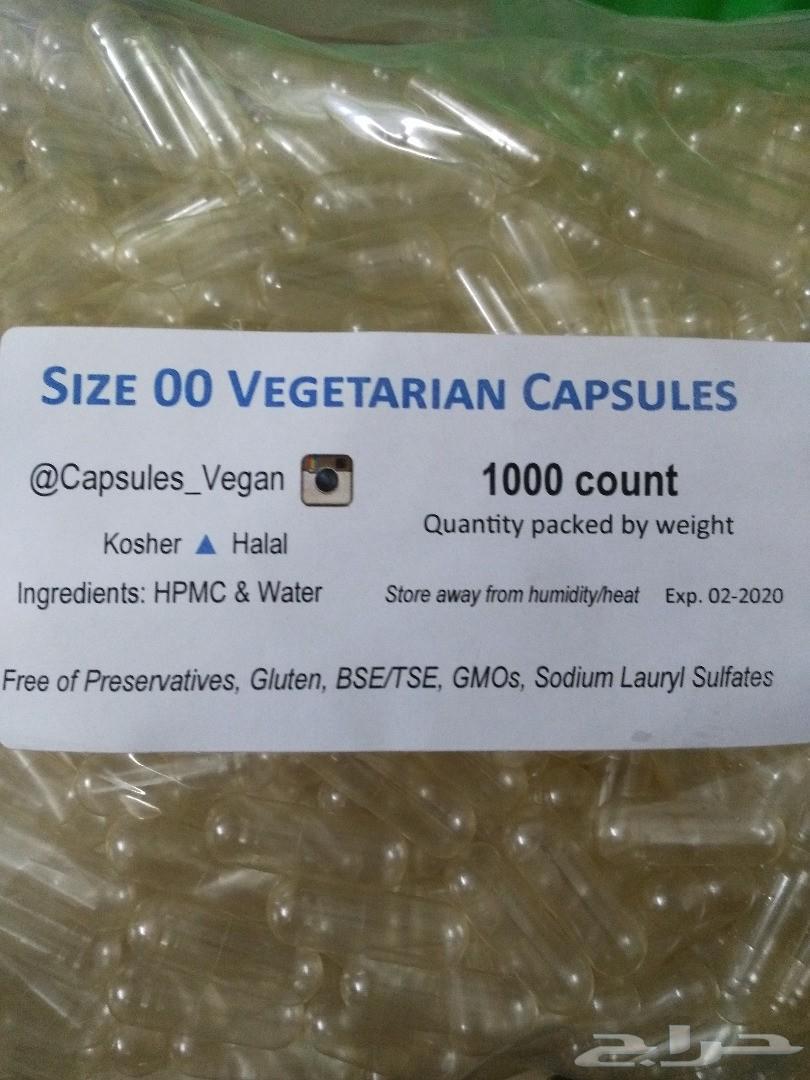 SIZE 00 VEGETARIAN CAPSULES
@Capsules_Vegan
1000 count
Quantity packed by weight
Kosher ▲ Halal
Ingredients: HPMC & Water
Store away from humidity/heat Exp. 02-2020
Free of Preservatives, Gluten, BSE/TSE, GMOs, Sodium Lauryl Sulfates
حراج